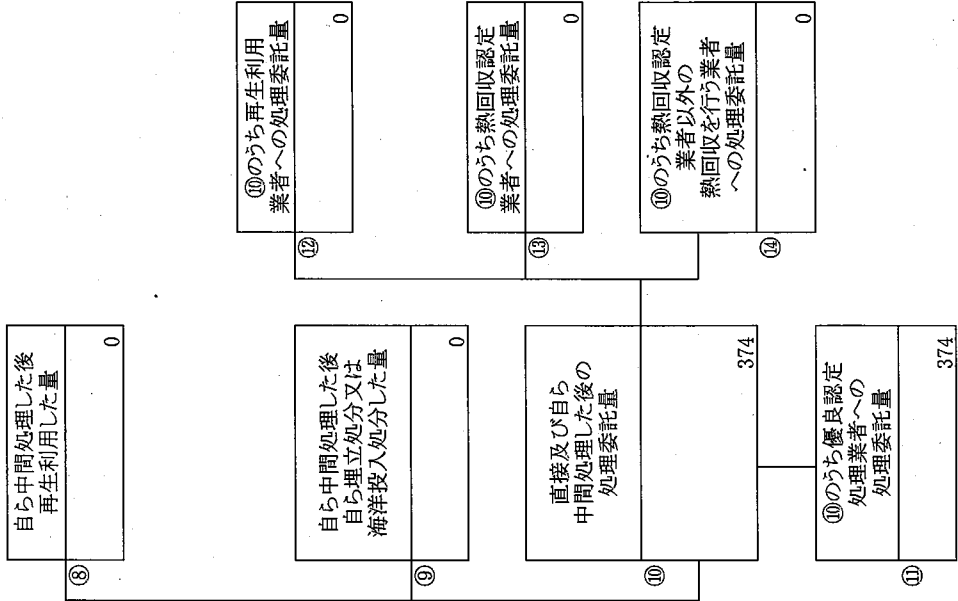 ⑧
自ら中間処理した後
再生利用した量
0
⑨
自ら中間処理した後
自ら埋立処分又は
海洋投入処分した量
0
⑩
直接及び自ら
中間処理した後の
処理委託量
374
⑪
⑩のうち優良認定
処理業者への
処理委託量
374
⑫
⑩のうち再生利用
業者への処理委託量
0
⑬
⑩のうち熱回収認定
業者への処理委託量
0
⑭
⑩のうち熱回収認定
業者以外の
熱回収を行う業者
への処理委託量
0